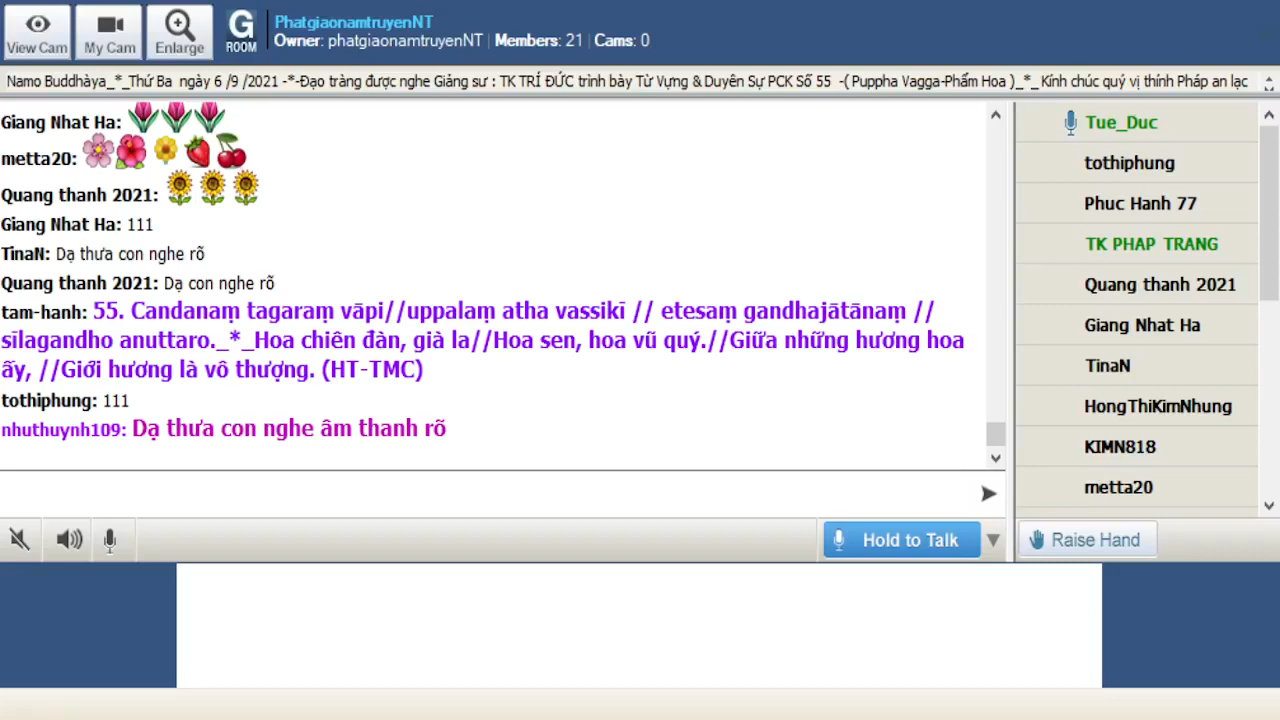 View Cam
My Cam
Enlarge
G
ROOM
PhatgiaonamtruyenNT
Owner: phatgiaonamtruyenNT | Members: 21 | Cams: 0
Namo Buddhàya_*_Thứ Ba ngày 6 /9 /2021 -*-Đạo tràng được nghe Giảng sư : TK TRÍ ĐỨC trình bày Từ Vựng & Duyên Sự PCK Số 55 -( Puppha Vagga-Phẩm Hoa )_*_ Kính chúc quý vị thính Pháp an lạc
Giang Nhat Ha:
metta20:
Quang thanh 2021:
Giang Nhat Ha: 111
TinaN: Dạ thưa con nghe rõ
Quang thanh 2021: Dạ con nghe rõ
tam-hanh: 55. Candanaṃ tagaraṃ vāpi//uppalaṃ atha vassikī // etesaṃ gandhajātānaṃ //
sīlagandho anuttaro._*_Hoa chiên đàn, già la//Hoa sen, hoa vũ quý.//Giữa những hương hoa
ấy, //Giới hương là vô thượng. (HT-TMC)
tothiphung: 111
nhuthuynh109: Dạ thưa con nghe âm thanh rõ
Tue_Duc
tothiphung
Phuc Hanh 77
TK PHAP TRANG
Quang thanh 2021
Giang Nhat Ha
TinaN
HongThiKimNhung
KIMN818
metta20
Hold to Talk
Raise Hand